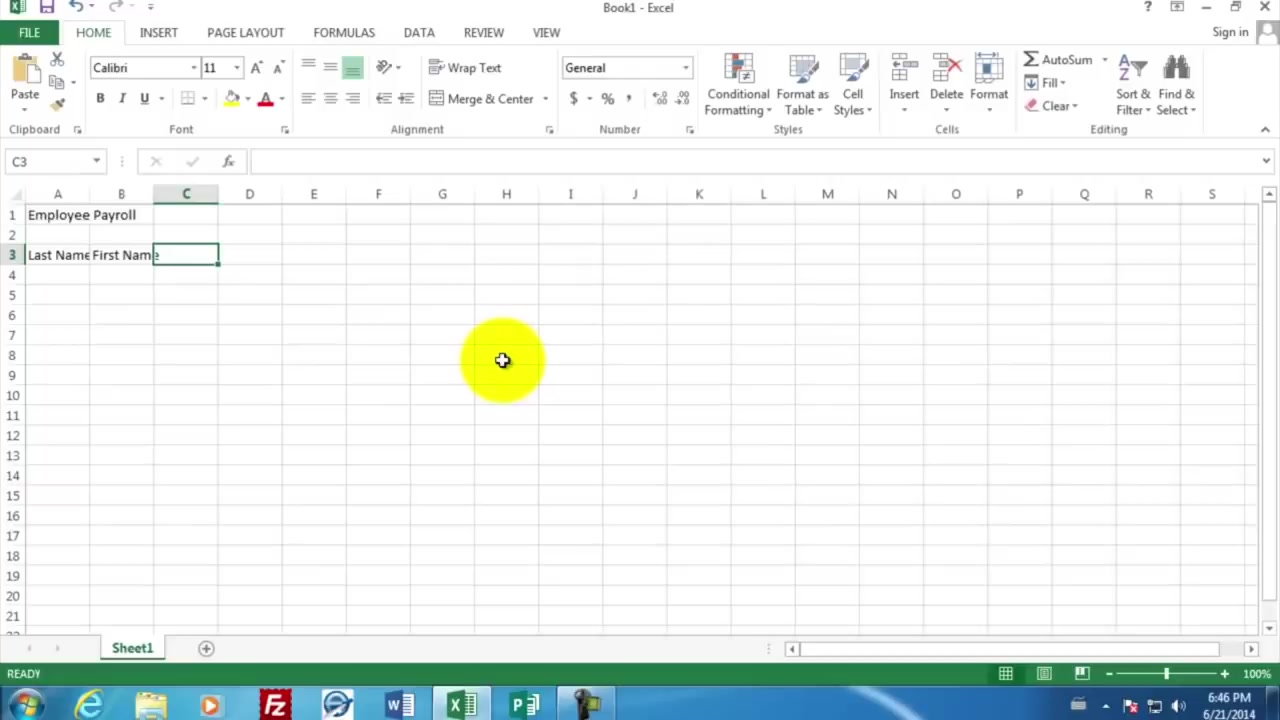 Book1 - Excel
?
FILE
HOME
INSERT
PAGE LAYOUT
FORMULAS
DATA
REVIEW
VIEW
Sign in
Paste
Calibri
11
B I U
A
Wrap Text
Merge & Center
General
$ % ,
Conditional Formatting
Format as Table
Cell Styles
Insert
Delete
Format
AutoSum
Fill
Clear
Sort & Filter
Find & Select
Clipboard
Font
Alignment
Number
Styles
Cells
Editing
C3
fx
A B C D E F G H I J K L M N O P Q R S
1 Employee Payroll
2
3 Last Name First Name
4
5
6
7
8
9
10
11
12
13
14
15
16
17
18
19
20
21
Sheet1
READY
100%
6:46 PM
6/21/2014